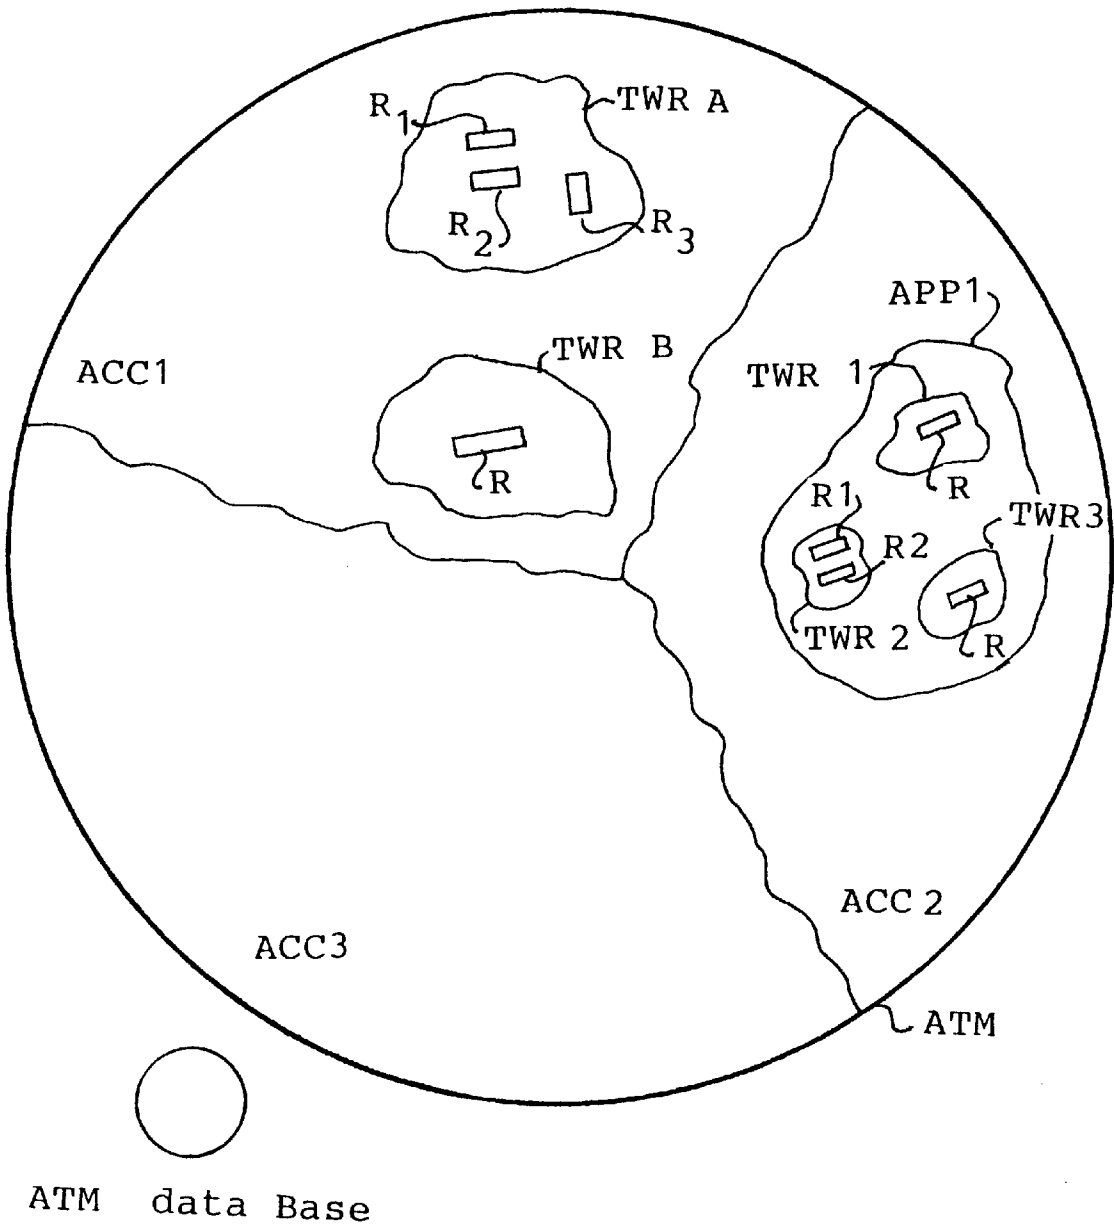 R1
TWR A
R2
R3
APP1
TWR B
ACC1
TWR 1
R
R
R1
TWR3
R2
TWR 2
R
ACC 2
ACC3
ATM
ATM data Base